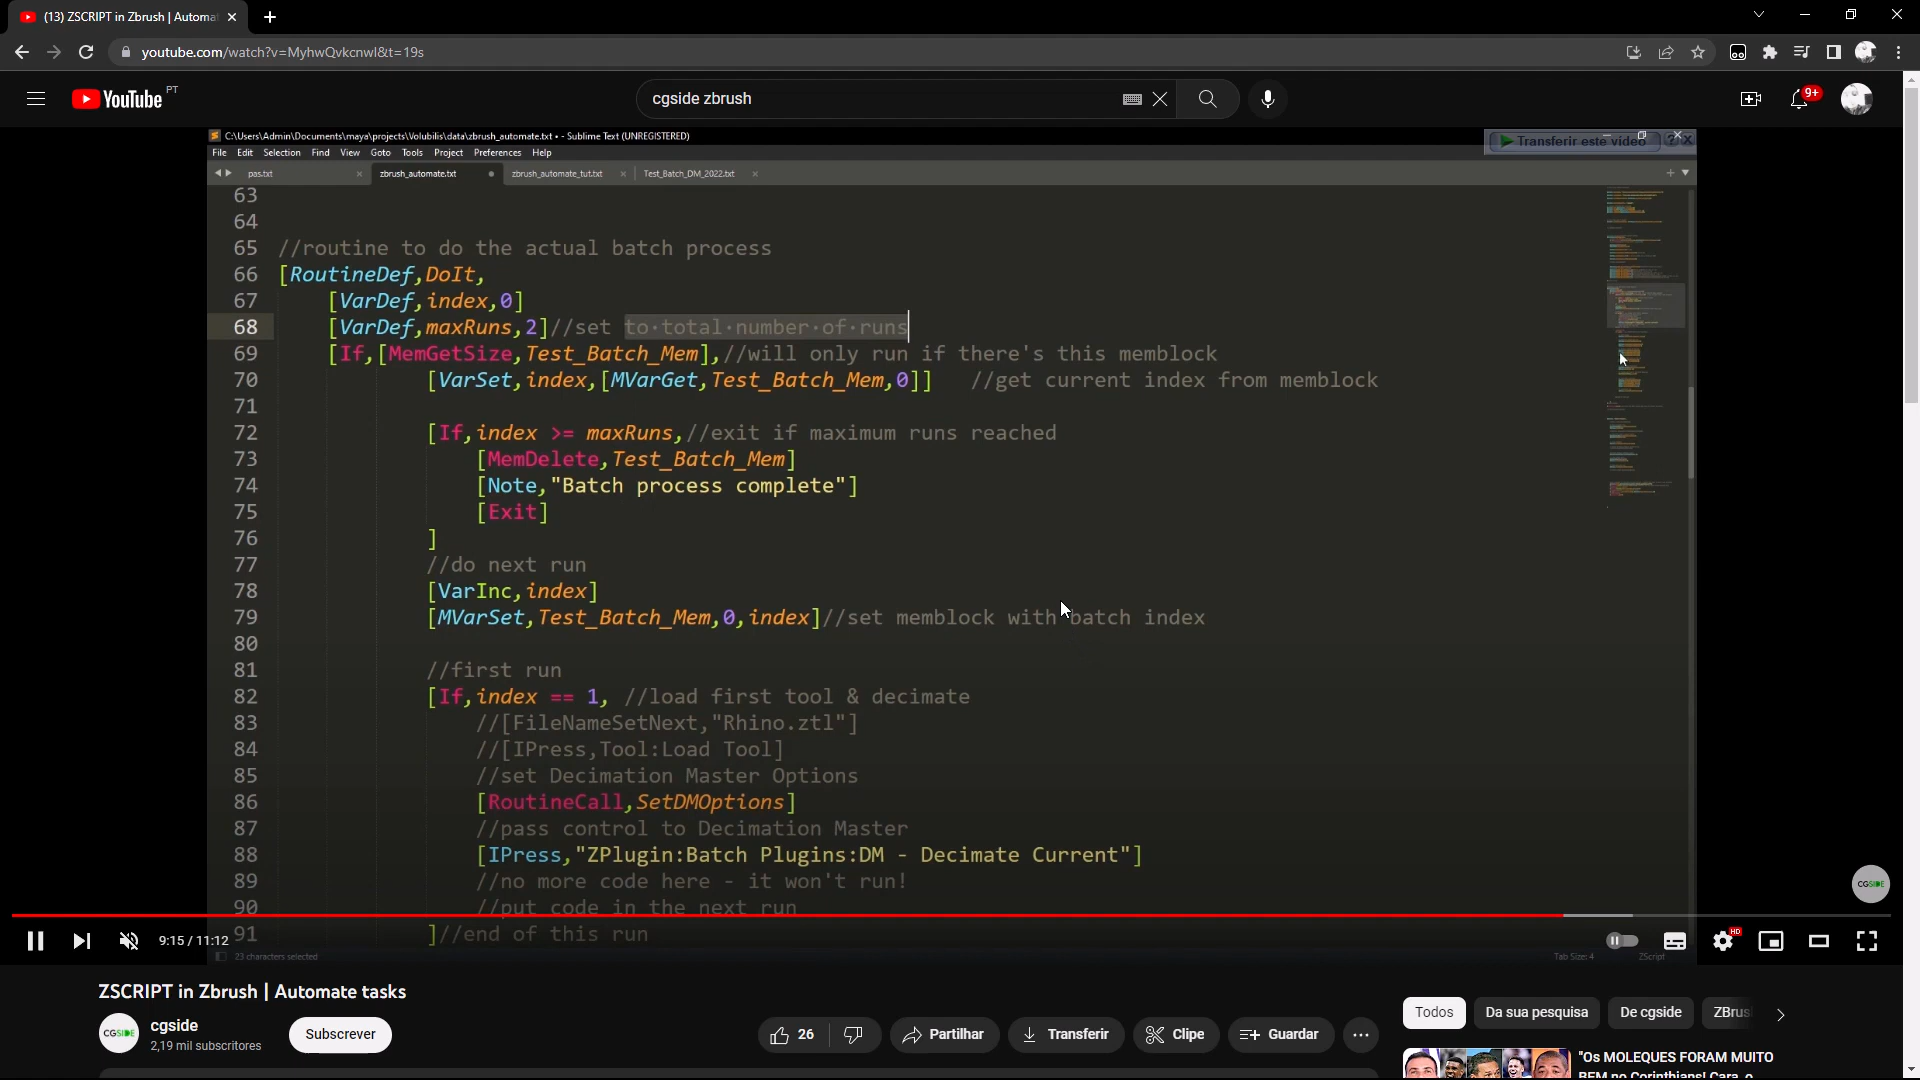 (13) ZSCRIPT in Zbrush | Automa
youtube.com/watch?v=MyhwQvkcnwI&t=19s
YouTube PT
cgside zbrush
9+
C:\Users\Admin\Documents\maya\projects\Volubilis\data\zbrush_automate.txt • - Sublime Text (UNREGISTERED)
Transferir este vídeo ? X
File Edit Selection Find View Goto Tools Project Preferences Help
pas.txt zbrush_automate.txt zbrush_automate_tut.txt Test_Batch_DM_2022.txt
63
64
65 //routine to do the actual batch process
66 [RoutineDef,DoIt,
67 [VarDef,index,0]
68 [VarDef,maxRuns,2]//set to·total·number·of·runs
69 [If,[MemGetSize,Test_Batch_Mem],//will only run if there's this memblock
70 [VarSet,index,[MVarGet,Test_Batch_Mem,0]] //get current index from memblock
71
72 [If,index >= maxRuns,//exit if maximum runs reached
73 [MemDelete,Test_Batch_Mem]
74 [Note,"Batch process complete"]
75 [Exit]
76 ]
77 //do next run
78 [VarInc,index]
79 [MVarSet,Test_Batch_Mem,0,index]//set memblock with batch index
80
81 //first run
82 [If,index == 1, //load first tool & decimate
83 //[FileNameSetNext,"Rhino.ztl"]
84 //[IPress,Tool:Load Tool]
85 //set Decimation Master Options
86 [RoutineCall,SetDMOptions]
87 //pass control to Decimation Master
88 [IPress,"ZPlugin:Batch Plugins:DM - Decimate Current"]
89 //no more code here - it won't run!
90 //put code in the next run
91 ]//end of this run
CGSIDE
9:15 / 11:12
HD
23 characters selected
Tab Size: 4 ZScript
ZSCRIPT in Zbrush | Automate tasks
CGSIDE
cgside
2,19 mil subscritores
Subscrever
26
Partilhar
Transferir
Clipe
Guardar
Todos
Da sua pesquisa
De cgside
ZBrus
"Os MOLEQUES FORAM MUITO
BEM no Corinthians! Cara, o